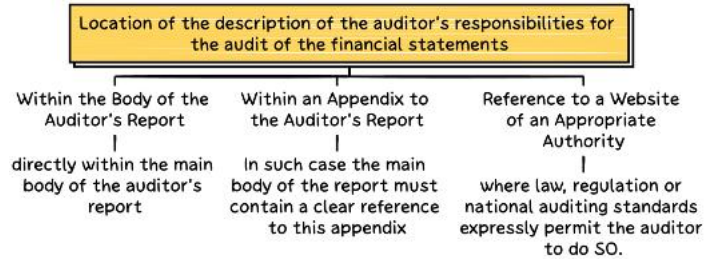 Location of the description of the auditor's responsibilities for
the audit of the financial statements
Within the Body of the
Auditor's Report
directly within the main
body of the auditor's
report
Within an Appendix to
the Auditor's Report
In such case the main
body of the report must
contain a clear reference
to this appendix
Reference to a Website
of an Appropriate
Authority
where law, regulation or
national auditing standards
expressly permit the auditor
to do SO.